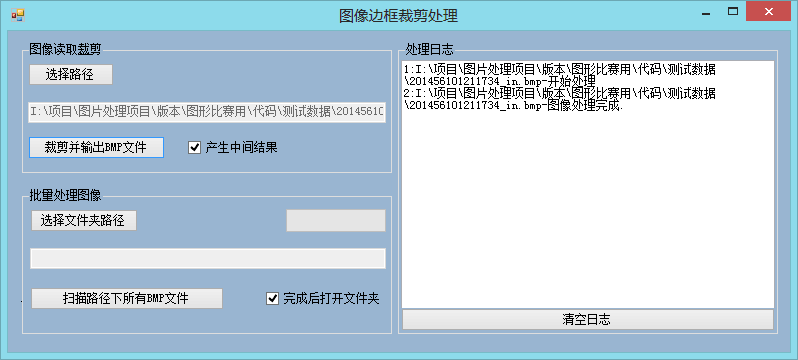 图像边框裁剪处理
图像读取裁剪
选择路径
I:\项目\图片处理项目\版本\图形比赛用\代码\测试数据\20145610
裁剪并输出BMP文件
产生中间结果
批量处理图像
选择文件夹路径
扫描路径下所有BMP文件
完成后打开文件夹
处理日志
1:I:\项目\图片处理项目\版本\图形比赛用\代码\测试数据
\201456101211734_in.bmp-开始处理
2:I:\项目\图片处理项目\版本\图形比赛用\代码\测试数据
\201456101211734_in.bmp-图像处理完成.
清空日志